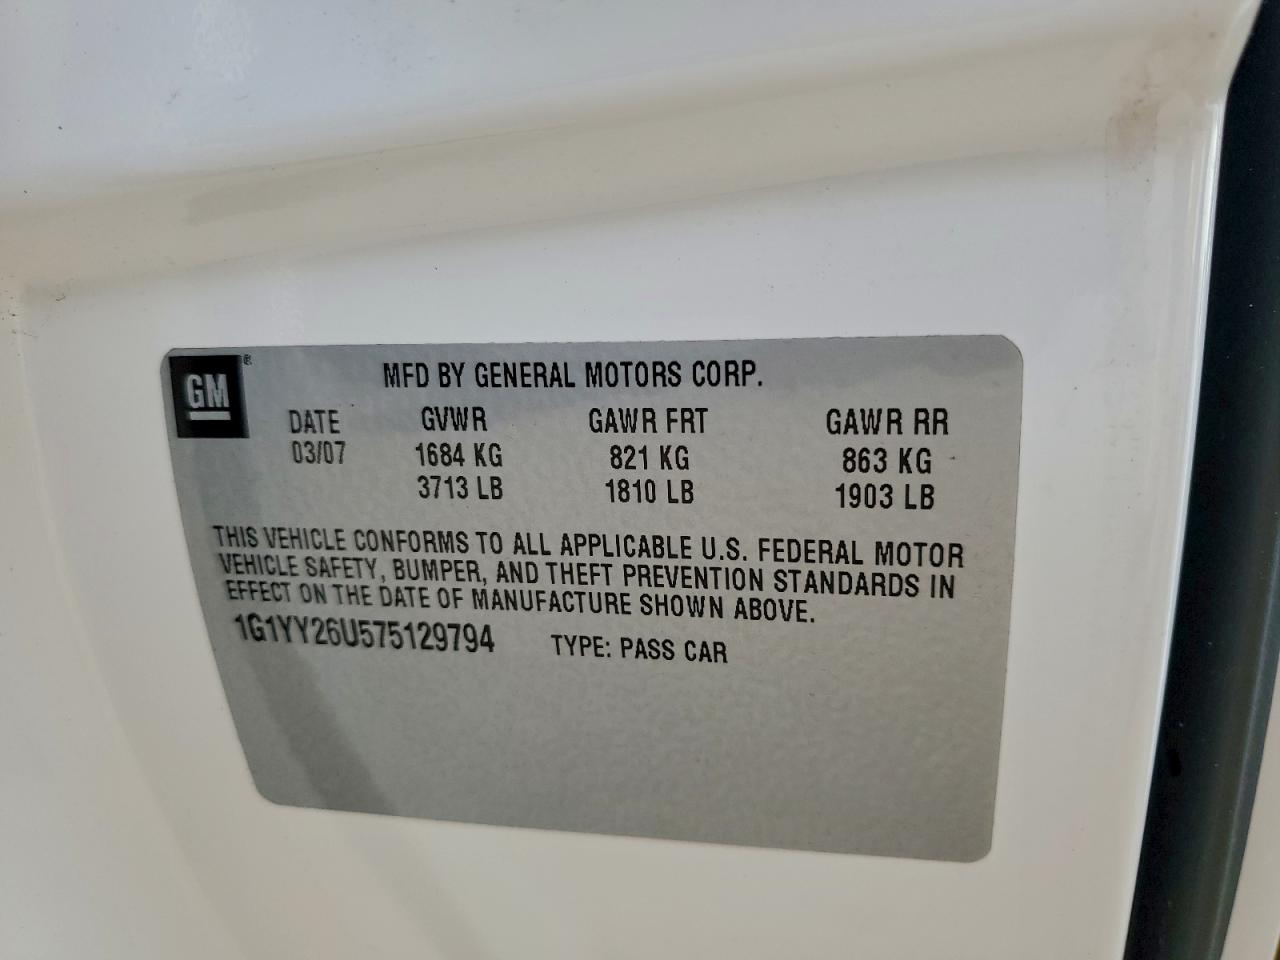 GM ®
MFD BY GENERAL MOTORS CORP.
DATE GVWR GAWR FRT GAWR RR
03/07 1684 KG 821 KG 863 KG
3713 LB 1810 LB 1903 LB
THIS VEHICLE CONFORMS TO ALL APPLICABLE U.S. FEDERAL MOTOR
VEHICLE SAFETY, BUMPER, AND THEFT PREVENTION STANDARDS IN
EFFECT ON THE DATE OF MANUFACTURE SHOWN ABOVE.
1G1YY26U575129794 TYPE: PASS CAR